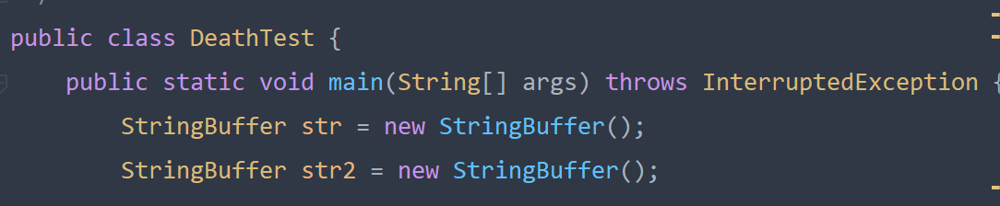 public class DeathTest {
public static void main(String[] args) throws InterruptedException {
StringBuffer str = new StringBuffer();
StringBuffer str2 = new StringBuffer();